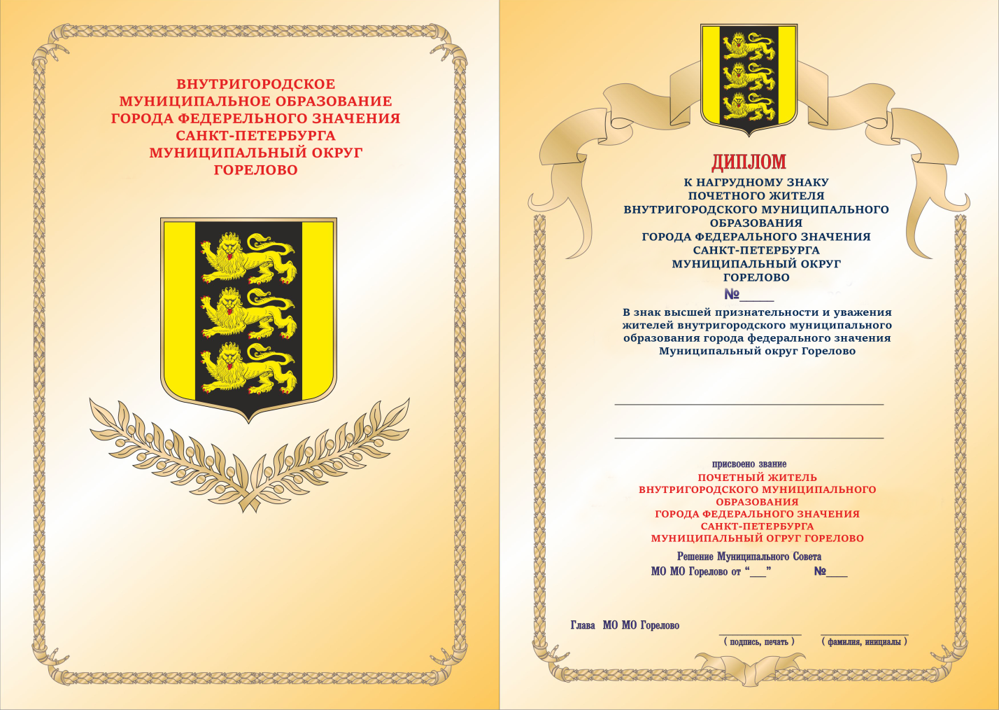 ВНУТРИГОРОДСКОЕ
МУНИЦИПАЛЬНОЕ ОБРАЗОВАНИЕ
ГОРОДА ФЕДЕРЕЛЬНОГО ЗНАЧЕНИЯ
САНКТ-ПЕТЕРБУРГА
МУНИЦИПАЛЬНЫЙ ОКРУГ
ГОРЕЛОВО
ДИПЛОМ
К НАГРУДНОМУ ЗНАКУ
ПОЧЕТНОГО ЖИТЕЛЯ
ВНУТРИГОРОДСКОГО МУНИЦИПАЛЬНОГО
ОБРАЗОВАНИЯ
ГОРОДА ФЕДЕРАЛЬНОГО ЗНАЧЕНИЯ
САНКТ-ПЕТЕРБУРГА
МУНИЦИПАЛЬНЫЙ ОКРУГ
ГОРЕЛОВО
№_____
В знак высшей признательности и уважения
жителей внутригородского муниципального
образования города федерального значения
Муниципальный округ Горелово
присвоено звание
ПОЧЕТНЫЙ ЖИТЕЛЬ
ВНУТРИГОРОДСКОГО МУНИЦИПАЛЬНОГО
ОБРАЗОВАНИЯ
ГОРОДА ФЕДЕРАЛЬНОГО ЗНАЧЕНИЯ
САНКТ-ПЕТЕРБУРГА
МУНИЦИПАЛЬНЫЙ ОГРУГ ГОРЕЛОВО
Решение Муниципального Совета
МО МО Горелово от “___” №____
Глава МО МО Горелово
( подпись, печать ) ( фамилия, инициалы )